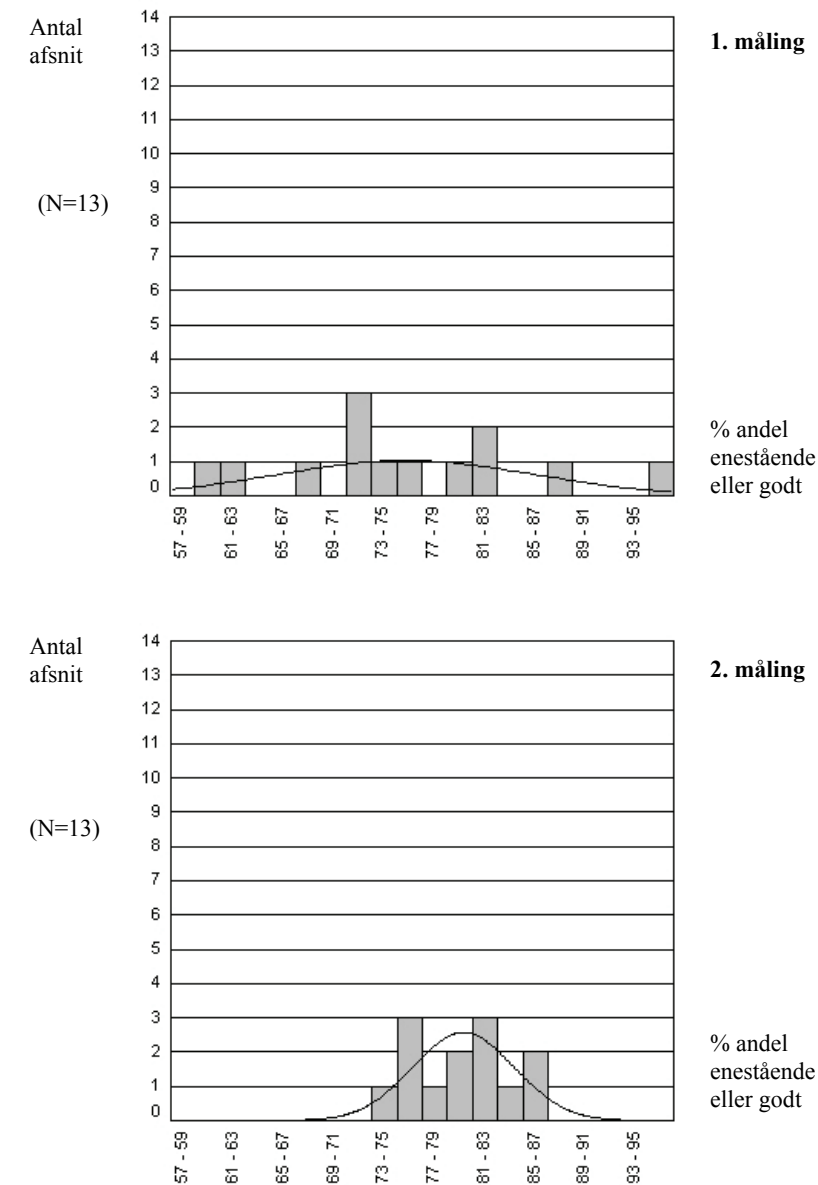 Antal
afsnit
1. måling
(N=13)
14
13
12
11
10
9
8
7
6
5
4
3
2
1
0
% andel
enestående
eller godt
57 - 59
61 - 63
65 - 67
69 - 71
73 - 75
77 - 79
81 - 83
85 - 87
89 - 91
93 - 95
Antal
afsnit
2. måling
(N=13)
14
13
12
11
10
9
8
7
6
5
4
3
2
1
0
% andel
enestående
eller godt
57 - 59
61 - 63
65 - 67
69 - 71
73 - 75
77 - 79
81 - 83
85 - 87
89 - 91
93 - 95